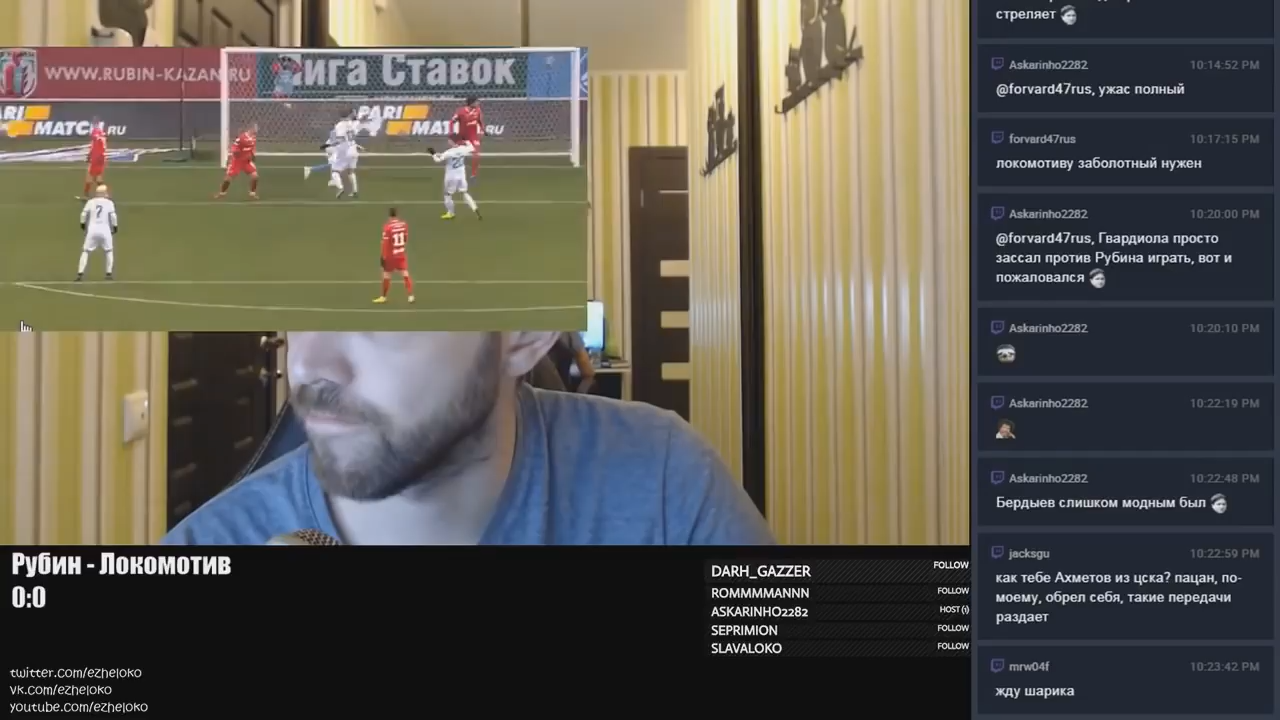 стреляет
WWW.RUBIN-KAZAN.RU
Лига Ставок
PARI MATCH.RU
PARI MATCH.RU
7
11
Рубин - Локомотив
0:0
twitter.com/ezheloko
vk.com/ezheloko
youtube.com/ezheloko
DARH_GAZZER FOLLOW
ROMMMMANNN FOLLOW
ASKARINHO2282 HOST (1)
SEPRIMION FOLLOW
SLAVALOKO FOLLOW
Askarinho2282 10:14:52 PM
@forvard47rus, ужас полный
forvard47rus 10:17:15 PM
локомотиву заболотный нужен
Askarinho2282 10:20:00 PM
@forvard47rus, Гвардиола просто
зассал против Рубина играть, вот и
пожаловался
Askarinho2282 10:20:10 PM
Askarinho2282 10:22:19 PM
Askarinho2282 10:22:48 PM
Бердыев слишком модным был
jacksgu 10:22:59 PM
как тебе Ахметов из цска? пацан, по-
моему, обрел себя, такие передачи
раздает
mrw04f 10:23:42 PM
жду шарика